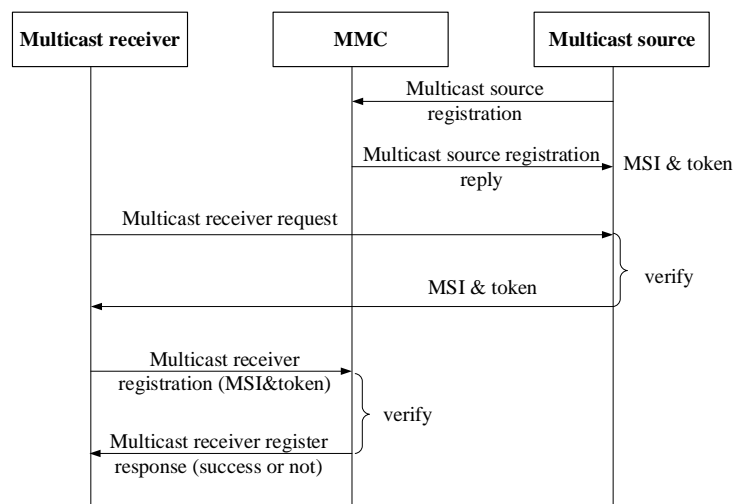 Multicast receiver
MMC
Multicast source
Multicast source
registration
Multicast source registration
reply
MSI & token
Multicast receiver request
verify
MSI & token
Multicast receiver
registration (MSI&token)
verify
Multicast receiver register
response (success or not)